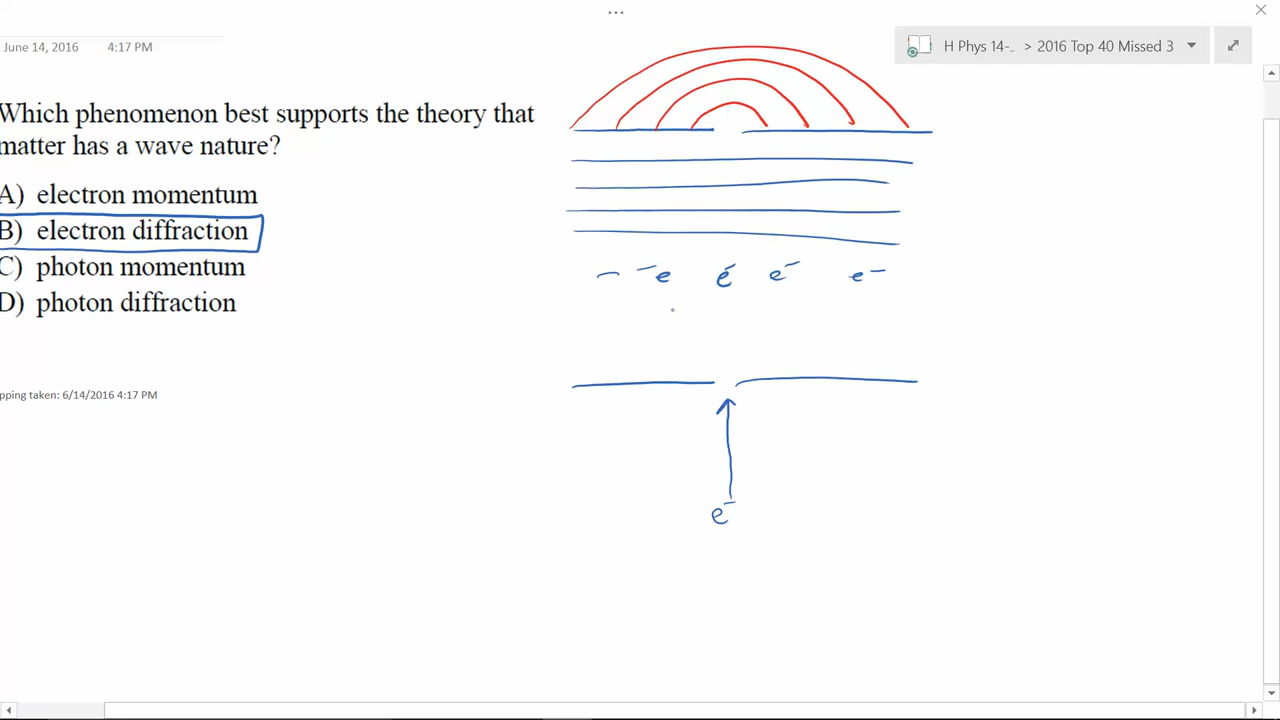 ...
June 14, 2016 4:17 PM
H Phys 14-.. > 2016 Top 40 Missed 3
Which phenomenon best supports the theory that
matter has a wave nature?
A) electron momentum
B) electron diffraction
C) photon momentum
D) photon diffraction
- -e e- e- e-
pping taken: 6/14/2016 4:17 PM
e-